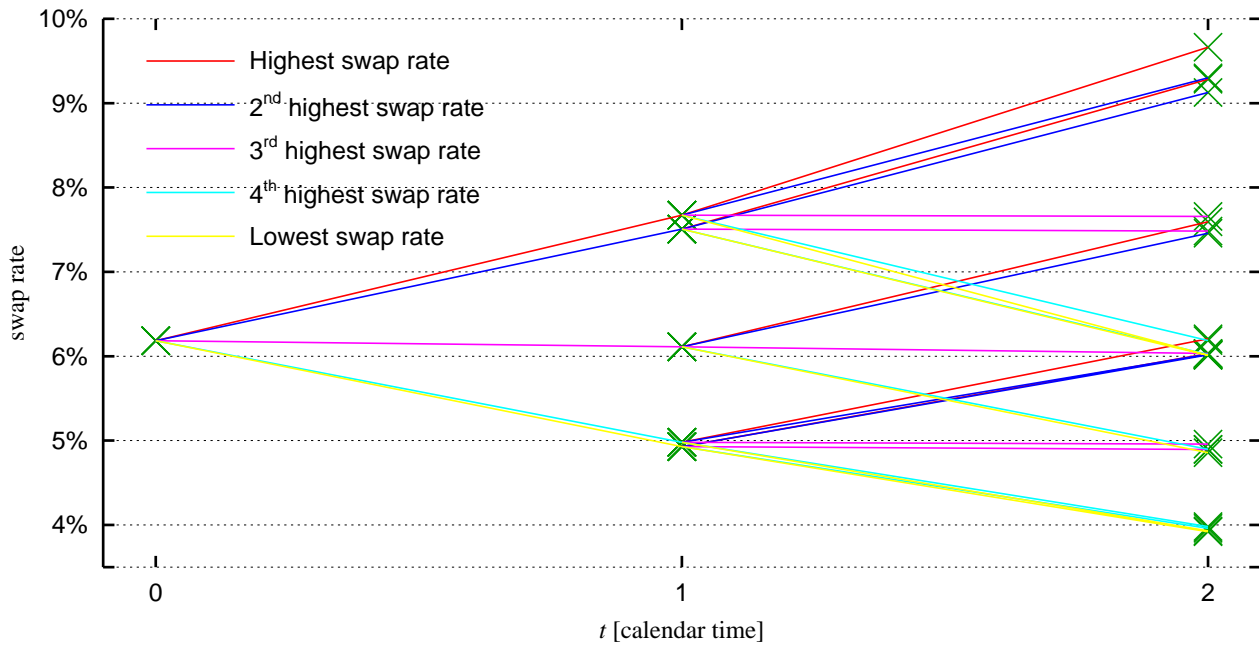 10%
9%
8%
7%
6%
5%
4%
swap rate
Highest swap rate
2nd highest swap rate
3rd highest swap rate
4th highest swap rate
Lowest swap rate
0
1
2
t [calendar time]